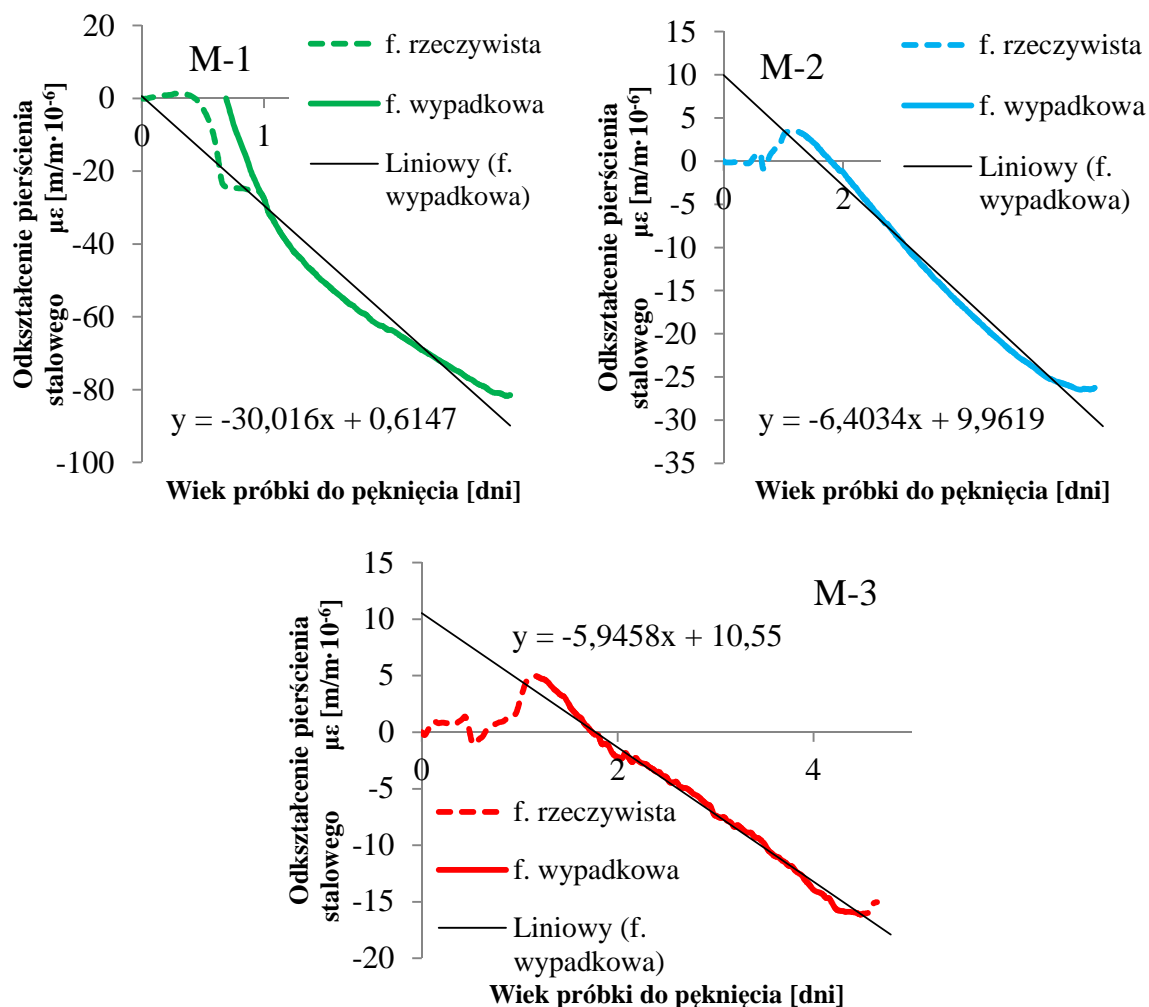 M-1
20
0
-20
-40
-60
-80
-100
0
1
f. rzeczywista
f. wypadkowa
Liniowy (f.
wypadkowa)
y = -30,016x + 0,6147
Odkształcenie pierścienia
stalowego με [m/m·10⁻⁶]
Wiek próbki do pęknięcia [dni]
M-2
15
10
5
0
-5
-10
-15
-20
-25
-30
-35
0
2
f. rzeczywista
f. wypadkowa
Liniowy (f.
wypadkowa)
y = -6,4034x + 9,9619
Odkształcenie pierścienia
stalowego με [m/m·10⁻⁶]
Wiek próbki do pęknięcia [dni]
M-3
15
10
5
0
-5
-10
-15
-20
0
2
4
y = -5,9458x + 10,55
f. rzeczywista
f. wypadkowa
Liniowy (f.
wypadkowa)
Odkształcenie pierścienia
stalowego με [m/m·10⁻⁶]
Wiek próbki do pęknięcia [dni]